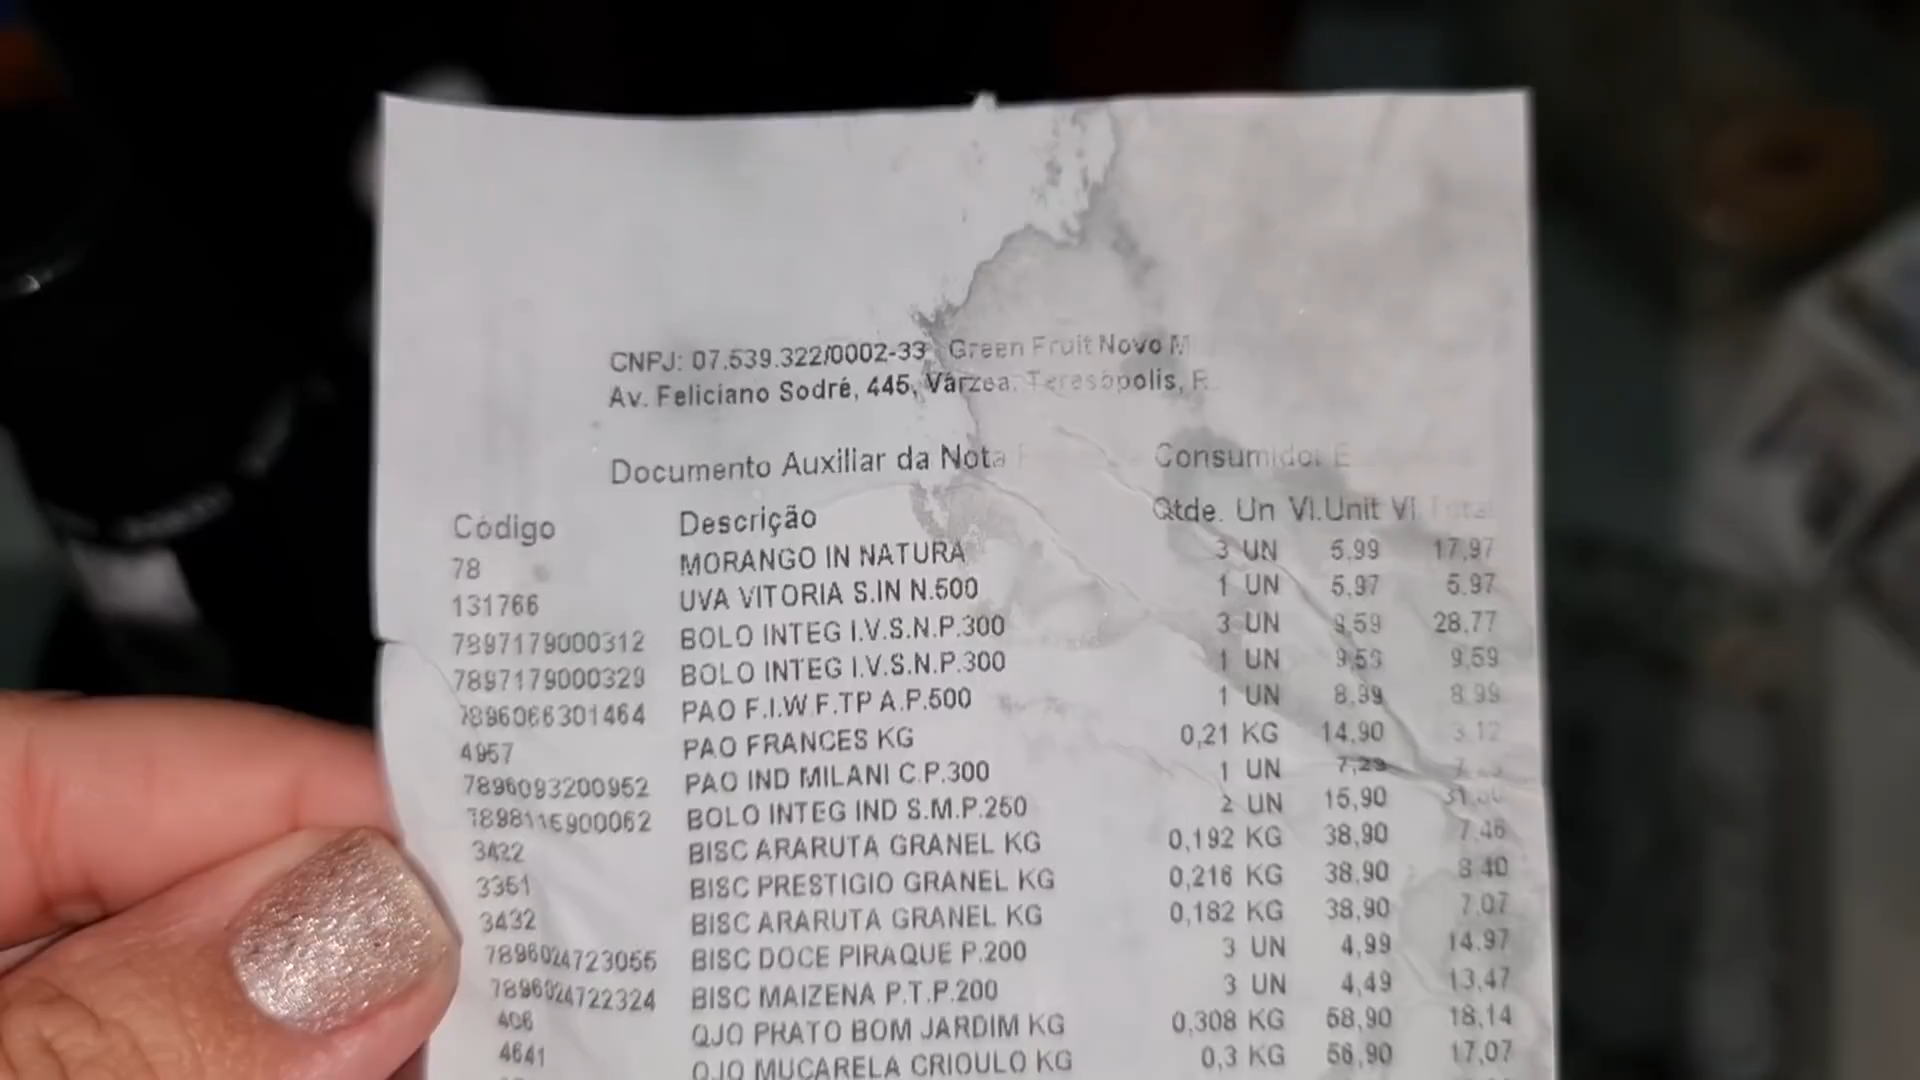 CNPJ: 07.539.322/0002-33 Green Fruit Novo M
Av. Feliciano Sodré, 445, Várzea, Teresópolis, R
Documento Auxiliar da Nota Consumidor E
Código Descrição Qtde. Un Vl.Unit Vl.Total
78 MORANGO IN NATURA 3 UN 5,99 17,97
131766 UVA VITORIA S.IN N.500 1 UN 5,97 5,97
7897179000312 BOLO INTEG I.V.S.N.P.300 3 UN 9,59 28,77
7897179000329 BOLO INTEG I.V.S.N.P.300 1 UN 9,59 9,59
7896066301464 PAO F.I.W.F.TP A.P.500 1 UN 8,99 8,99
4957 PAO FRANCES KG 0,21 KG 14,90 3,12
7896093200952 PAO IND MILANI C.P.300 1 UN 7,29
7898116900062 BOLO INTEG IND S.M.P.250 2 UN 15,90 31,80
3422 BISC ARARUTA GRANEL KG 0,192 KG 38,90 7,46
3351 BISC PRESTIGIO GRANEL KG 0,216 KG 38,90 8,40
3432 BISC ARARUTA GRANEL KG 0,182 KG 38,90 7,07
7896024723055 BISC DOCE PIRAQUE P.200 3 UN 4,99 14,97
7896024722324 BISC MAIZENA P.T.P.200 3 UN 4,49 13,47
406 QJO PRATO BOM JARDIM KG 0,308 KG 58,90 18,14
4641 QJO MUCARELA CRIOULO KG 0,3 KG 56,90 17,07